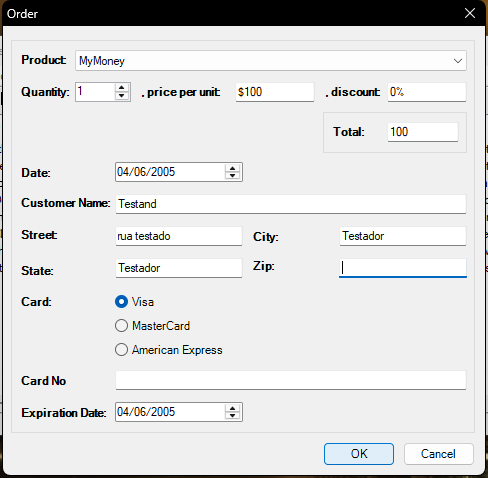 Order
Product: MyMoney
Quantity: 1 , price per unit: $100 , discount: 0%
Total: 100
Date: 04/06/2005
Customer Name: Testand
Street: rua testado City: Testador
State: Testador Zip:
Card: Visa
MasterCard
American Express
Card No
Expiration Date: 04/06/2005
OK Cancel